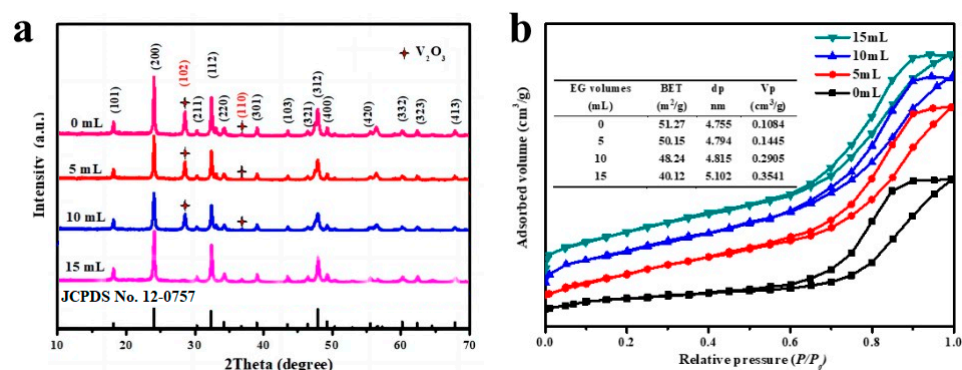 a
V₂O₃
(101)
(200)
(102)
(211)
(112)
(220)
(110)
(301)
(103)
(321)
(312)
(400)
(420)
(332)
(323)
(413)
0 mL
5 mL
10 mL
15 mL
JCPDS No. 12-0757
Intensitv (a.u.)
10 20 30 40 50 60 70
2Theta (degree)
b
15mL
10mL
5mL
0mL
EG volumes (mL) BET (m²/g) dp nm Vp (cm³/g)
0 51.27 4.755 0.1084
5 50.15 4.794 0.1445
10 48.24 4.815 0.2905
15 40.12 5.102 0.3541
Adsorbed volume (cm³/g)
0.0 0.2 0.4 0.6 0.8 1.0
Relative pressure (P/P